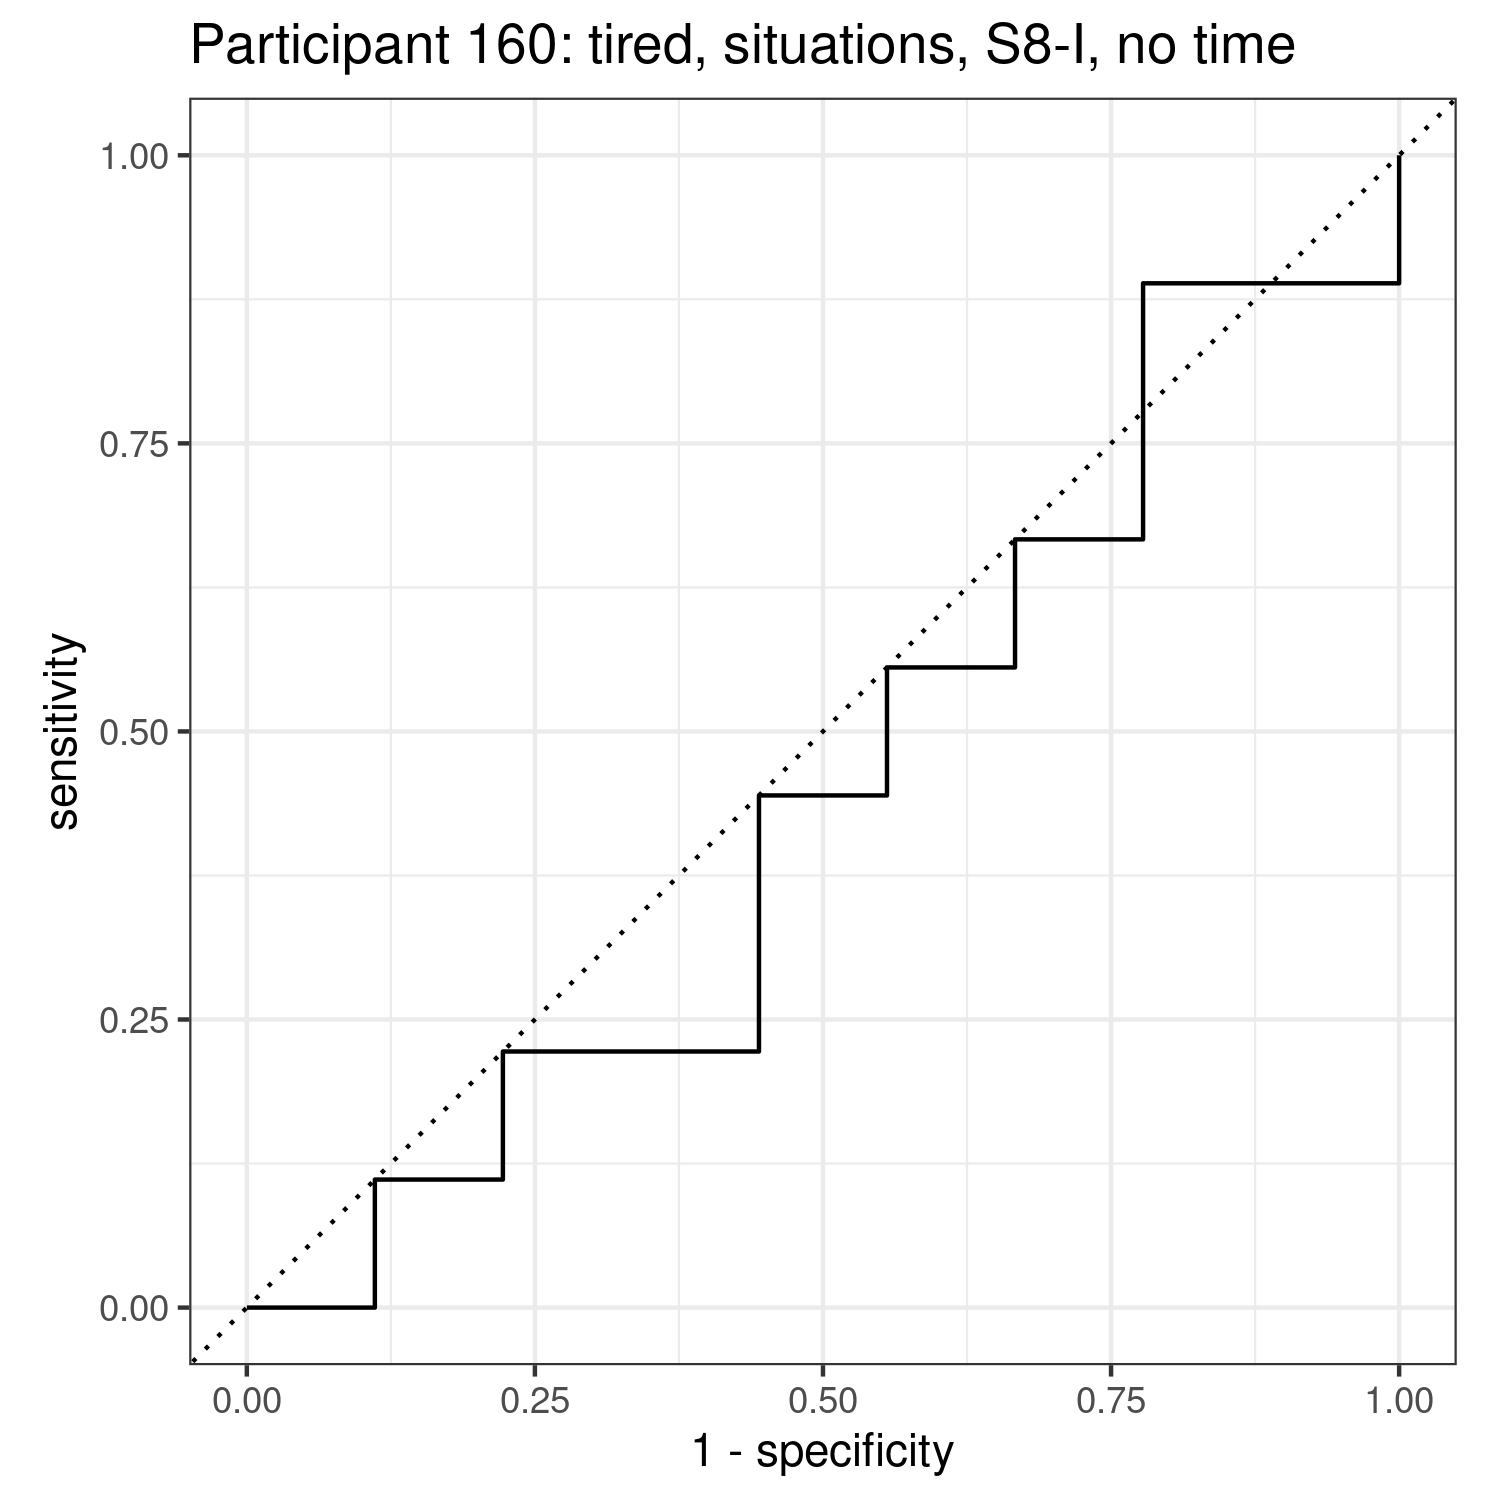 Participant 160: tired, situations, S8-I, no time
1.00
0.75
0.50
0.25
0.00
sensitivity
0.00 0.25 0.50 0.75 1.00
1 - specificity